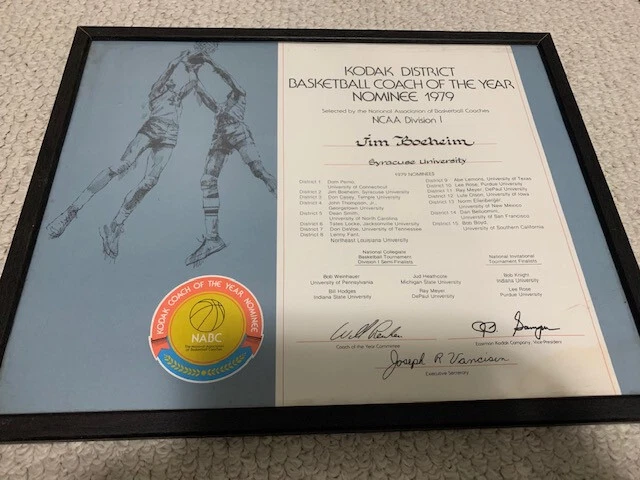 KODAK DISTRICT
BASKETBALL COACH OF THE YEAR
NOMINEE 1979
Selected by the National Association of Basketball Coaches
NCAA Division I
Jim Boeheim
Syracuse University
1979 NOMINEES
District 1
University of Connecticut
District 2 Jim Boeheim, Syracuse University
District 3 Don Casey, Temple University
District 4 John Thompson, Jr.,
Georgetown University
District 5 Dean Smith,
University of North Carolina
District 6 Tates Locke, Jacksonville University
District 7 Don DeVoe, University of Tennessee
District 8 Lenny Fant,
Northeast Louisiana University
District 9 Abe Lemons, University of Texas
District 10 Lee Rose, Purdue University
District 11 Ray Meyer, DePaul University
District 12 Lute Olson, University of Iowa
District 13 Norm Ellenberger,
University of New Mexico
District 14 Dan Belluomini,
University of San Francisco
District 15 Bob Boyd,
University of Southern California
National Collegiate
Basketball Tournament
Division I Semi-Finalists
National Invitational
Tournament Finalists
Bob Weinhauer
University of Pennsylvania
Jud Heathcote
Michigan State University
Bob Knight
Indiana University
Bill Hodges
Indiana State University
Ray Meyer
DePaul University
Lee Rose
Purdue University
Coach of the Year Committee
Eastman Kodak Company, Vice President
Joseph R. Vancisin
Executive Secretary
KODAK COACH OF THE YEAR NOMINEE
NABC
The National Association
of Basketball Coaches